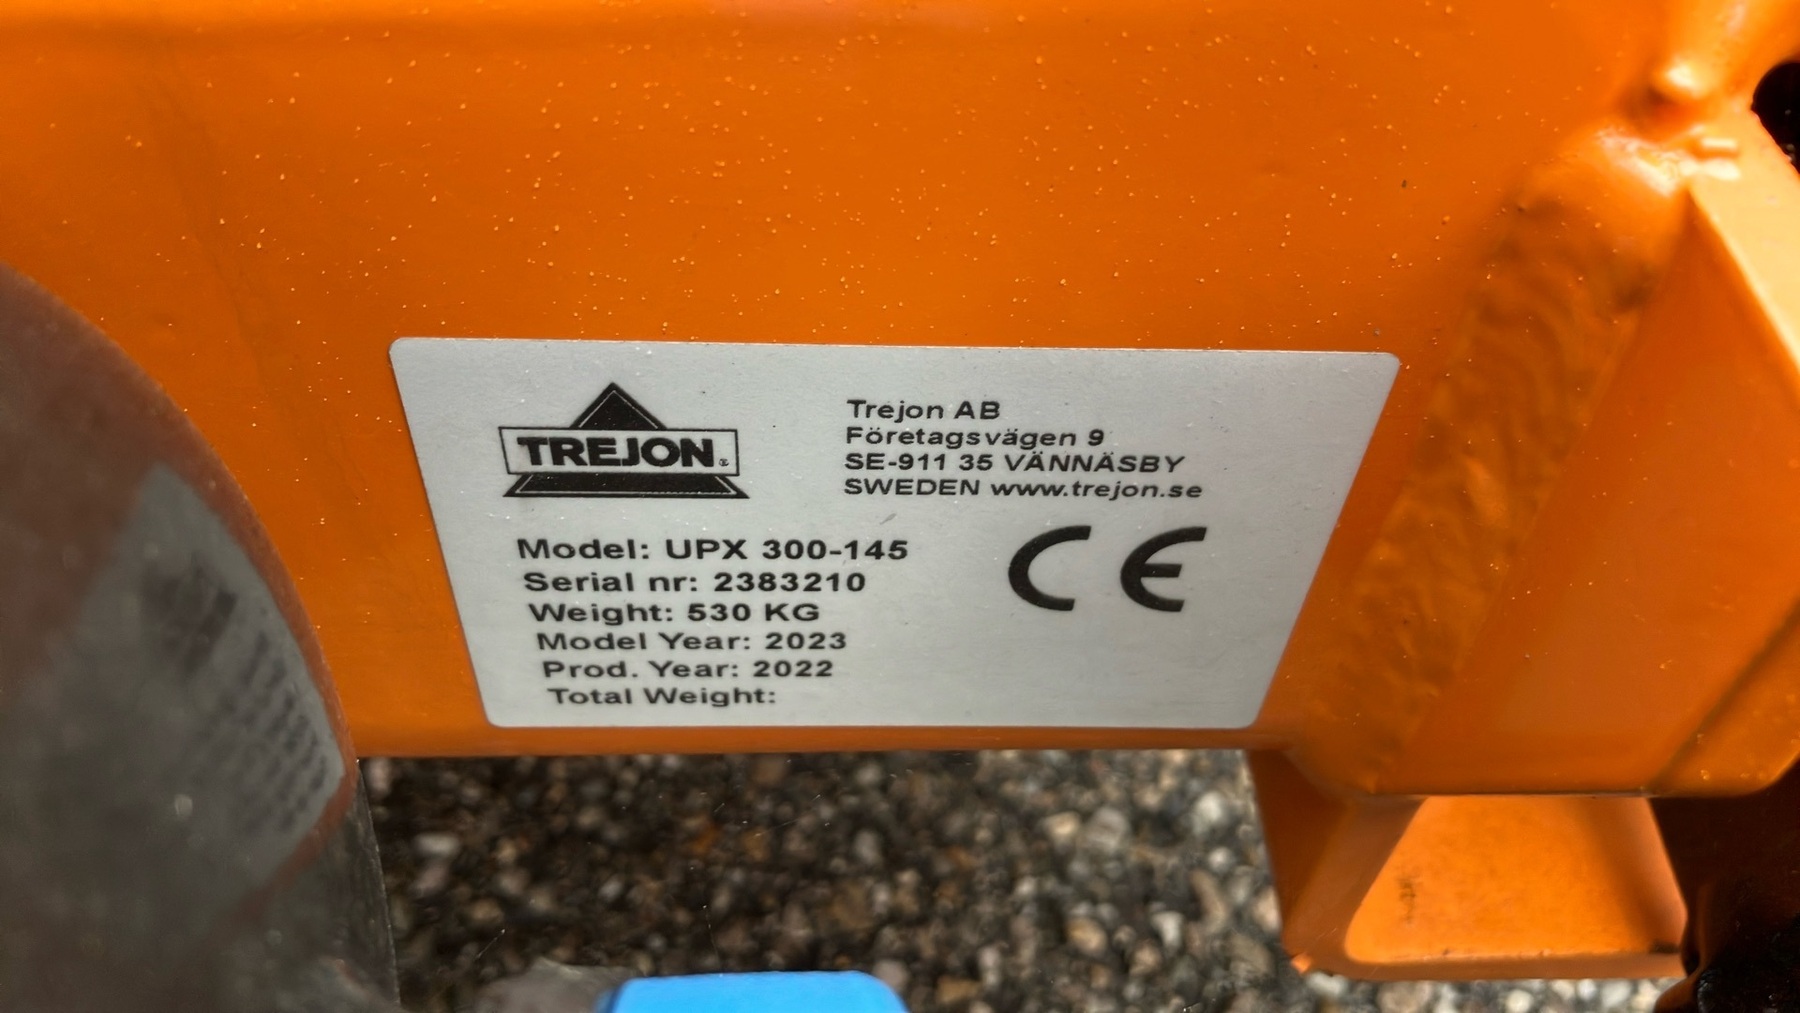 TREJON®
Trejon AB
Företagsvägen 9
SE-911 35 VÄNNÄSBY
SWEDEN www.trejon.se
Model: UPX 300-145
Serial nr: 2383210
Weight: 530 KG
Model Year: 2023
Prod. Year: 2022
Total Weight:
CE